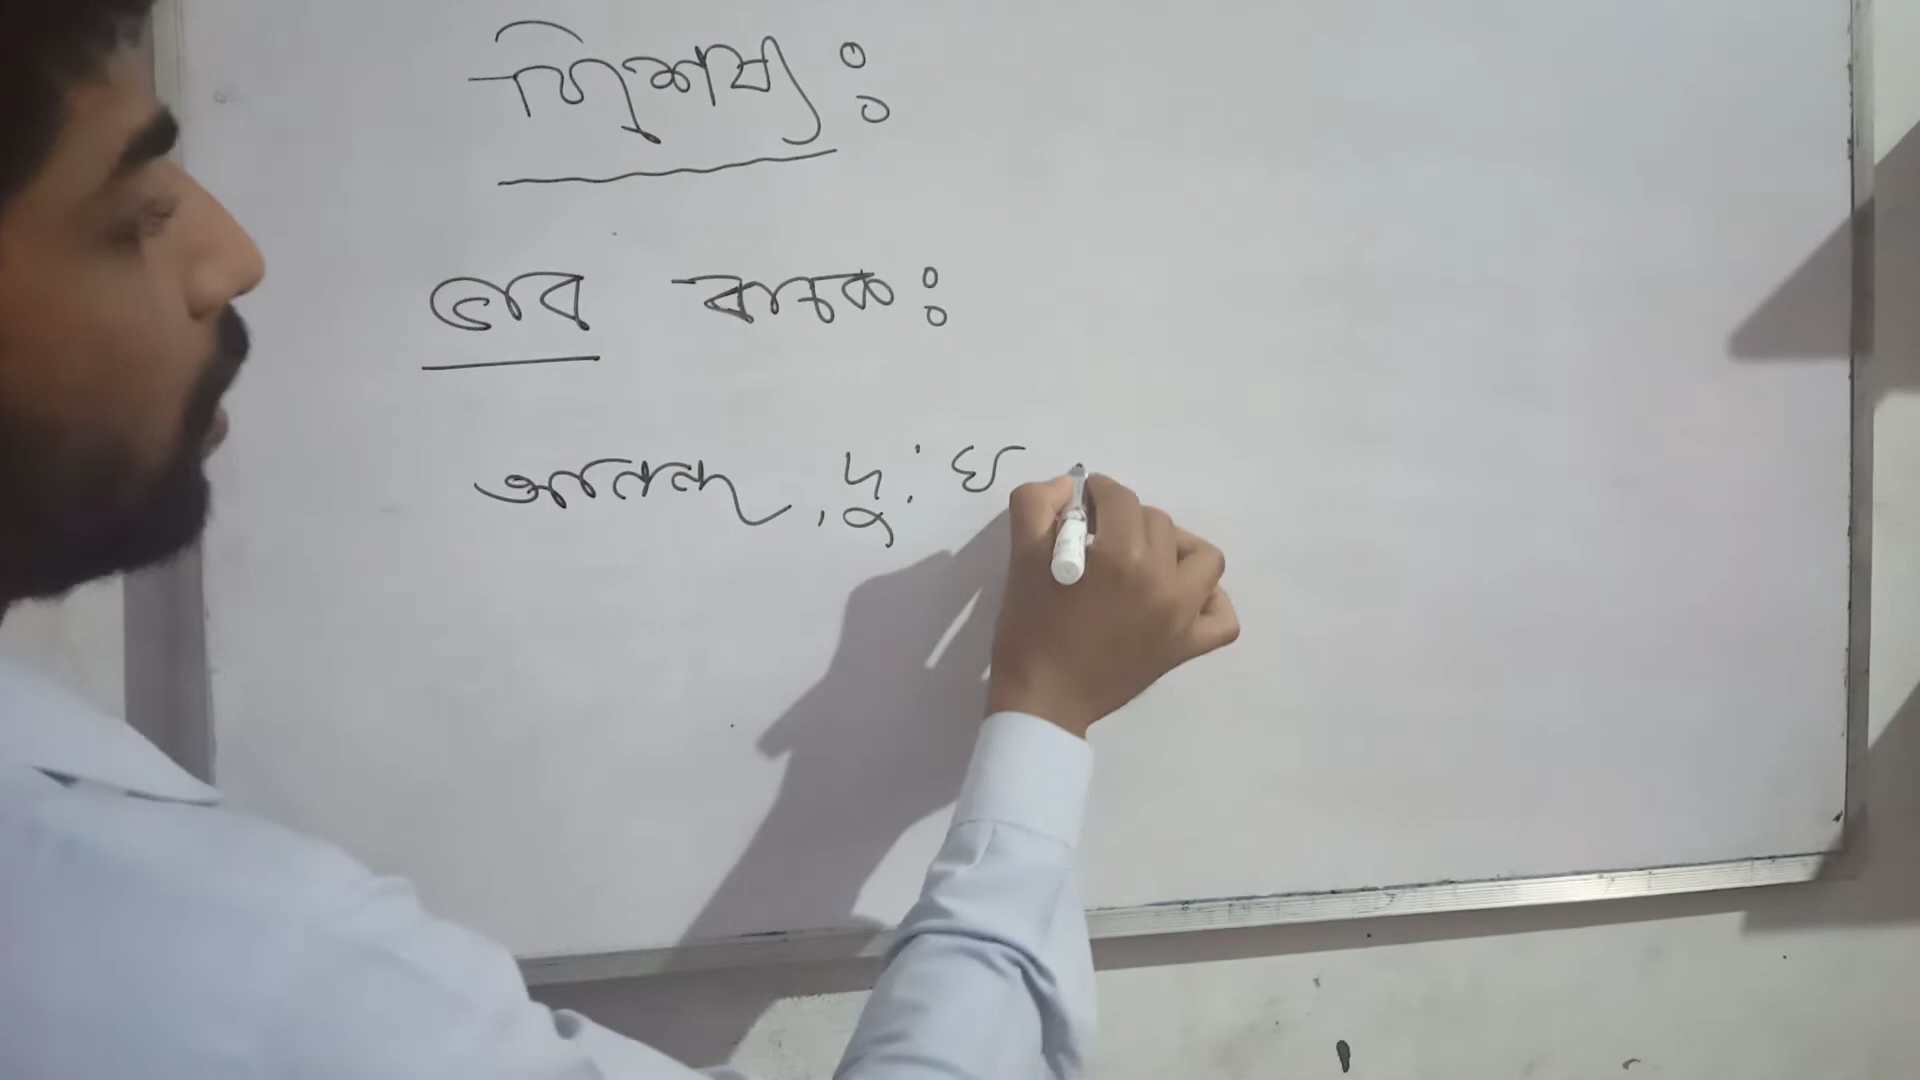 বিশেষ্য :
ভাব বাচক :
আনন্দ, দুঃখ